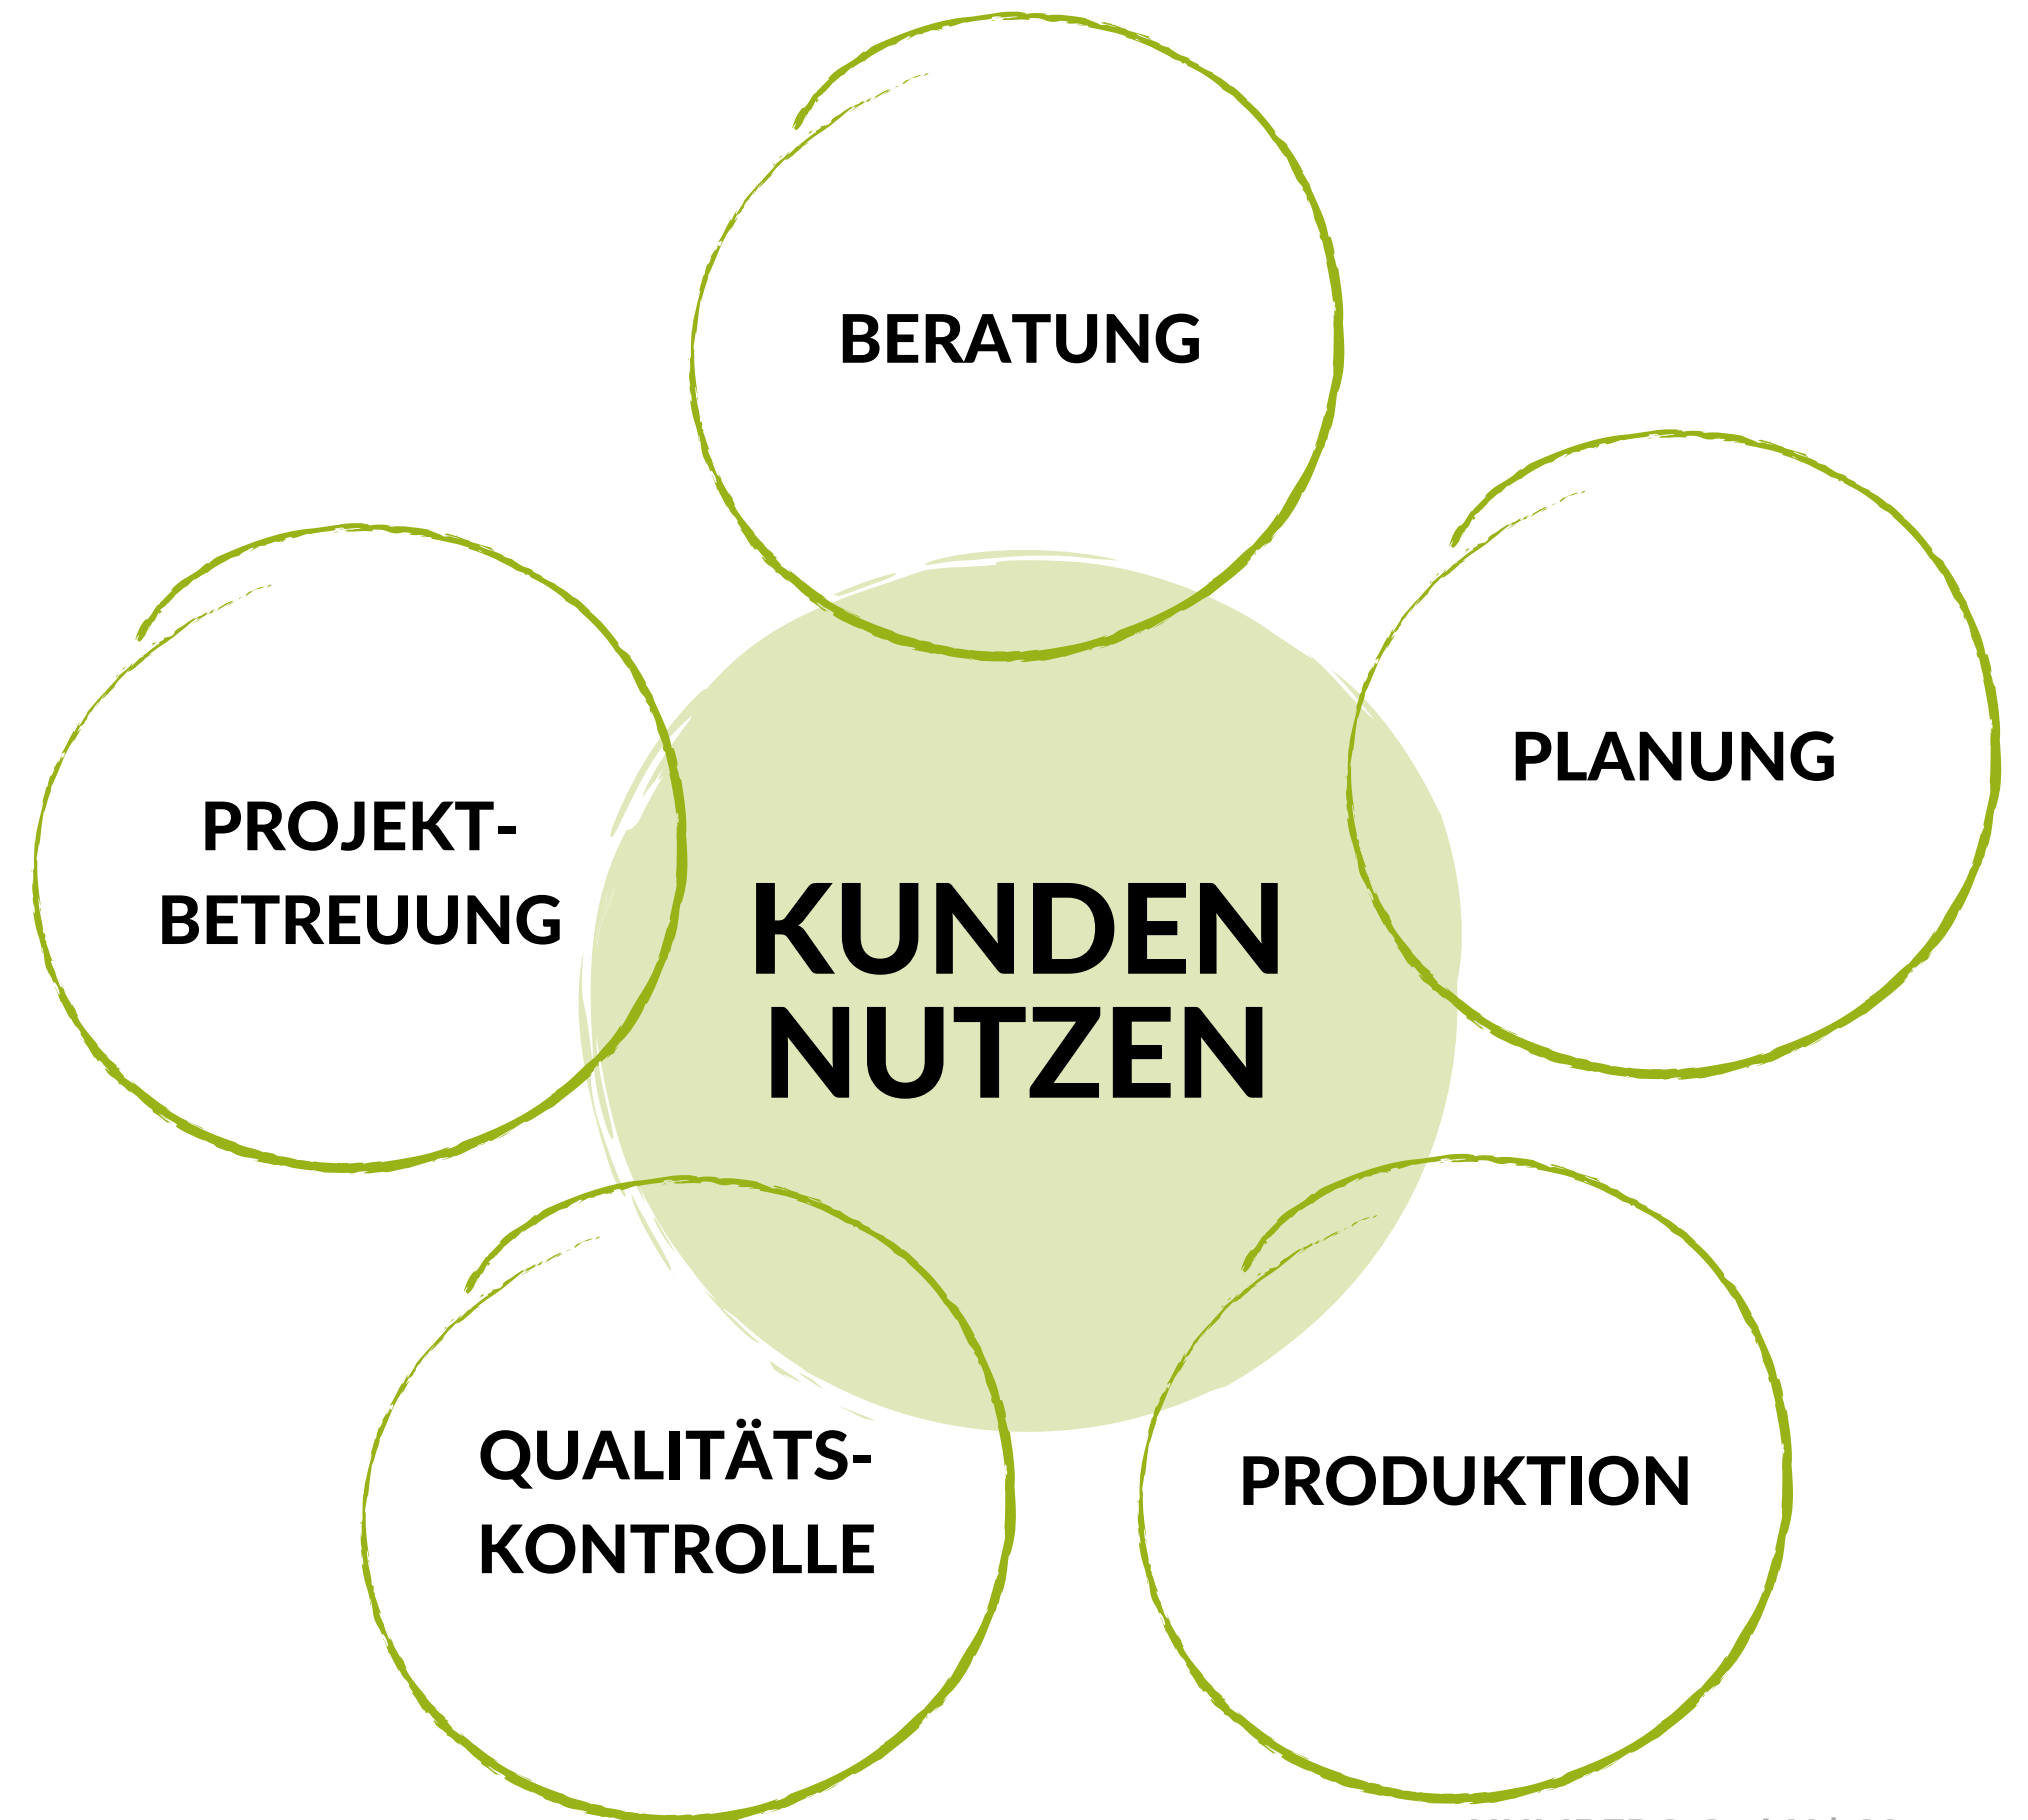 BERATUNG
PLANUNG
PROJEKT-
BETREUUNG
KUNDEN
NUTZEN
QUALITÄTS-
KONTROLLE
PRODUKTION